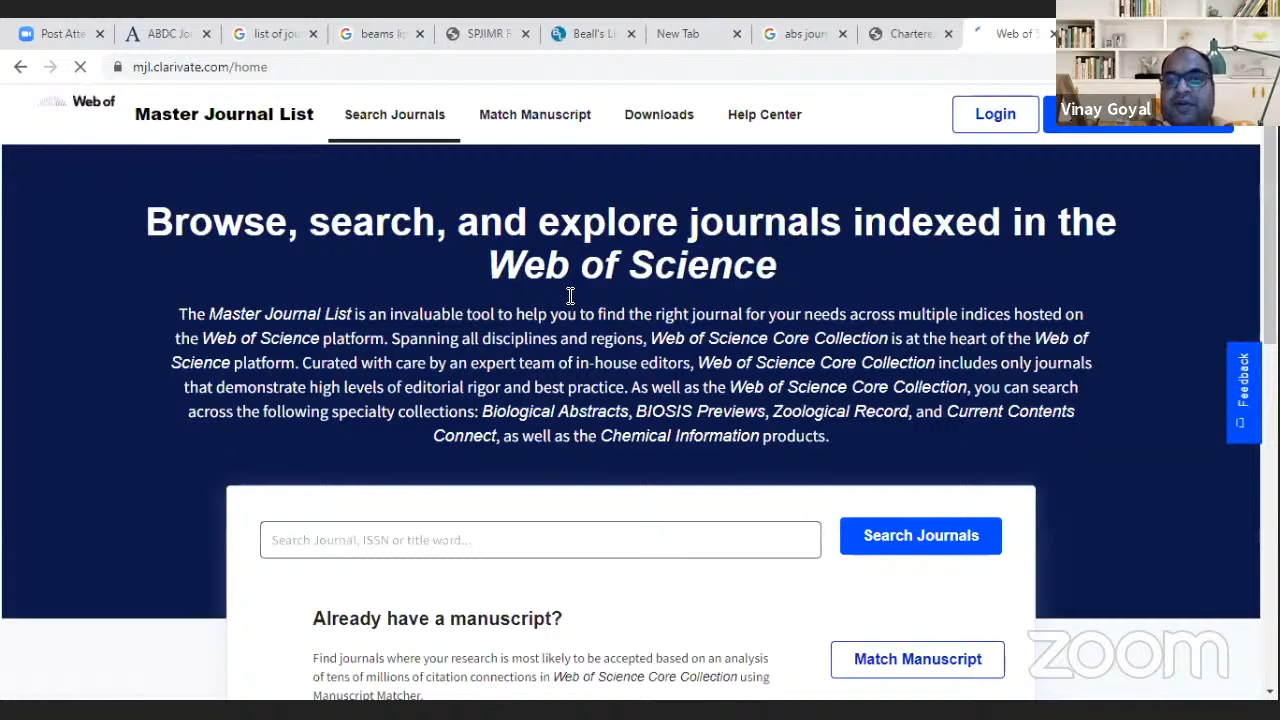 Post Atte
ABDC Jo
list of jou
beams lis
SPJIMR R
Beall's Li
New Tab
abs journ
Chartere
Web of S
mjl.clarivate.com/home
Vinay Goyal
Web of
Master Journal List
Search Journals
Match Manuscript
Downloads
Help Center
Login
Browse, search, and explore journals indexed in the
Web of Science
The Master Journal List is an invaluable tool to help you to find the right journal for your needs across multiple indices hosted on
the Web of Science platform. Spanning all disciplines and regions, Web of Science Core Collection is at the heart of the Web of
Science platform. Curated with care by an expert team of in-house editors, Web of Science Core Collection includes only journals
that demonstrate high levels of editorial rigor and best practice. As well as the Web of Science Core Collection, you can search
across the following specialty collections: Biological Abstracts, BIOSIS Previews, Zoological Record, and Current Contents
Connect, as well as the Chemical Information products.
Feedback
Search Journal, ISSN or title word...
Search Journals
Already have a manuscript?
Find journals where your research is most likely to be accepted based on an analysis
of tens of millions of citation connections in Web of Science Core Collection using
Manuscript Matcher.
Match Manuscript
zoom